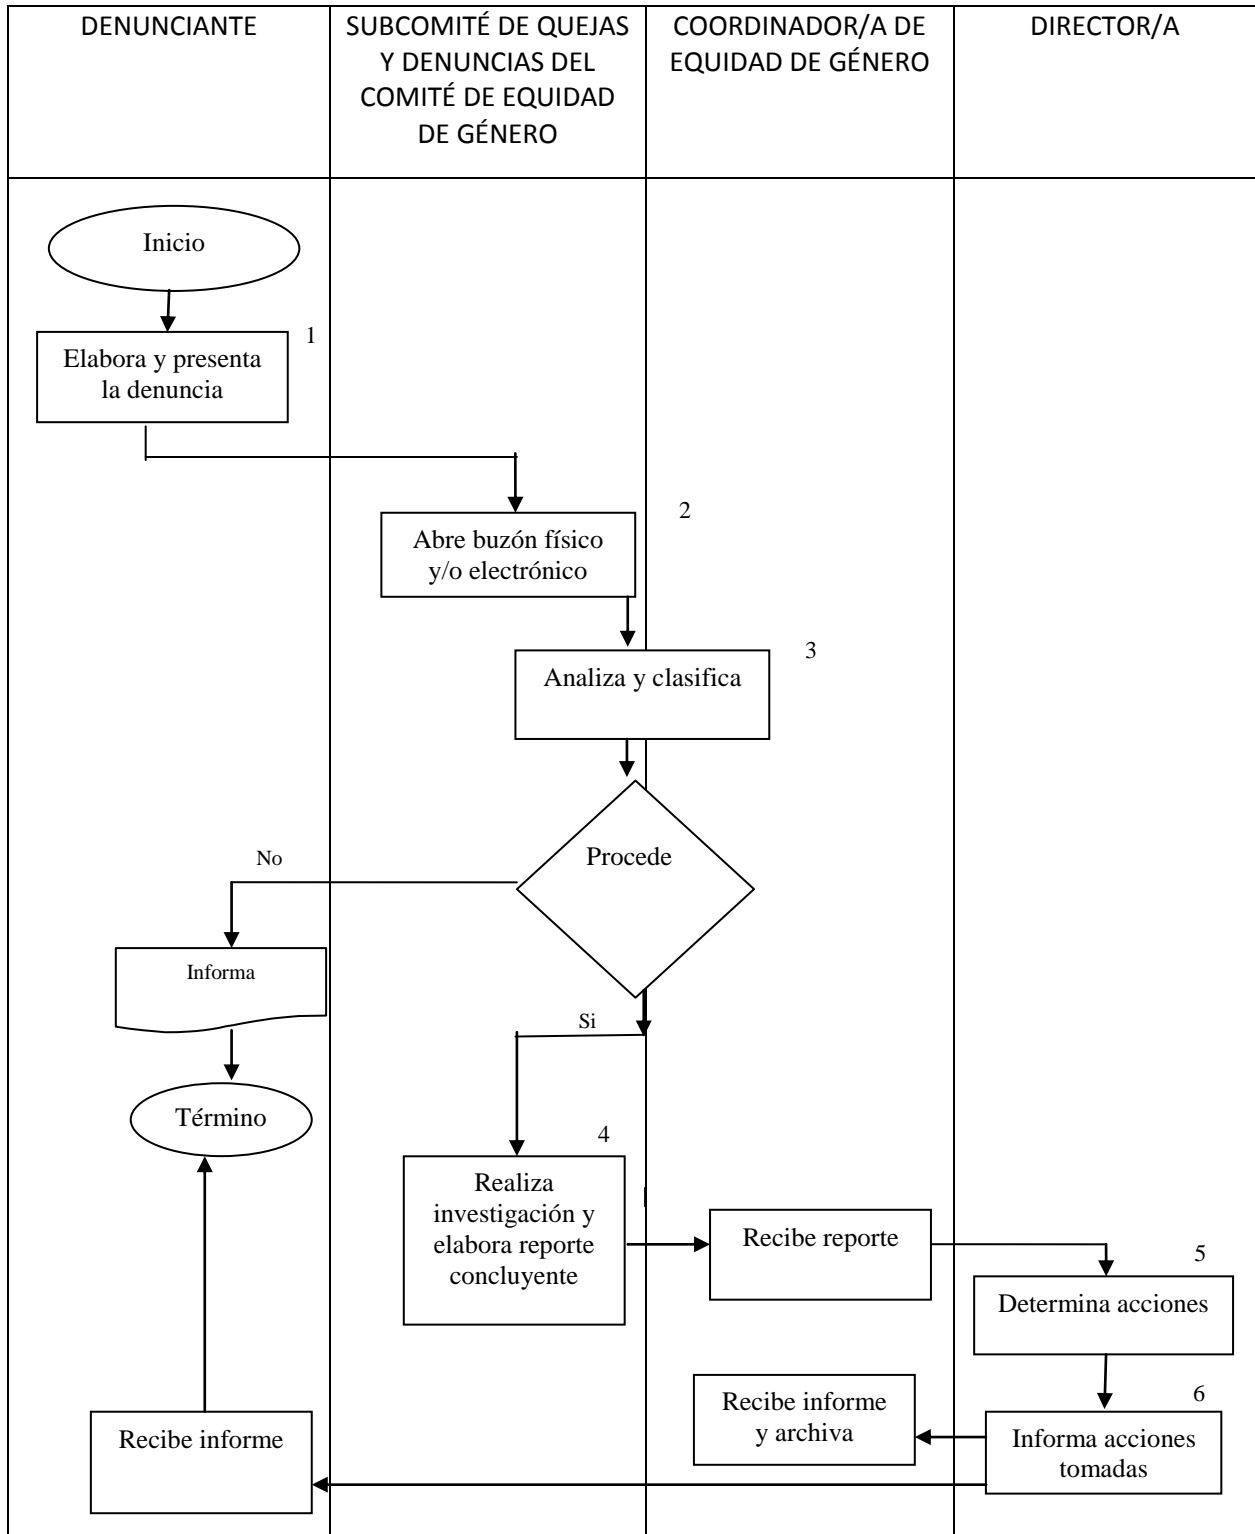 DENUNCIANTE
SUBCOMITÉ DE QUEJAS
Y DENUNCIAS DEL
COMITÉ DE EQUIDAD
DE GÉNERO
COORDINADOR/A DE
EQUIDAD DE GÉNERO
DIRECTOR/A
Inicio
1
Elabora y presenta
la denuncia
2
Abre buzón físico
y/o electrónico
3
Analiza y clasifica
Procede
No
Informa
Si
Término
4
Realiza
investigación y
elabora reporte
concluyente
Recibe reporte
5
Determina acciones
6
Informa acciones
tomadas
Recibe informe
y archiva
Recibe informe